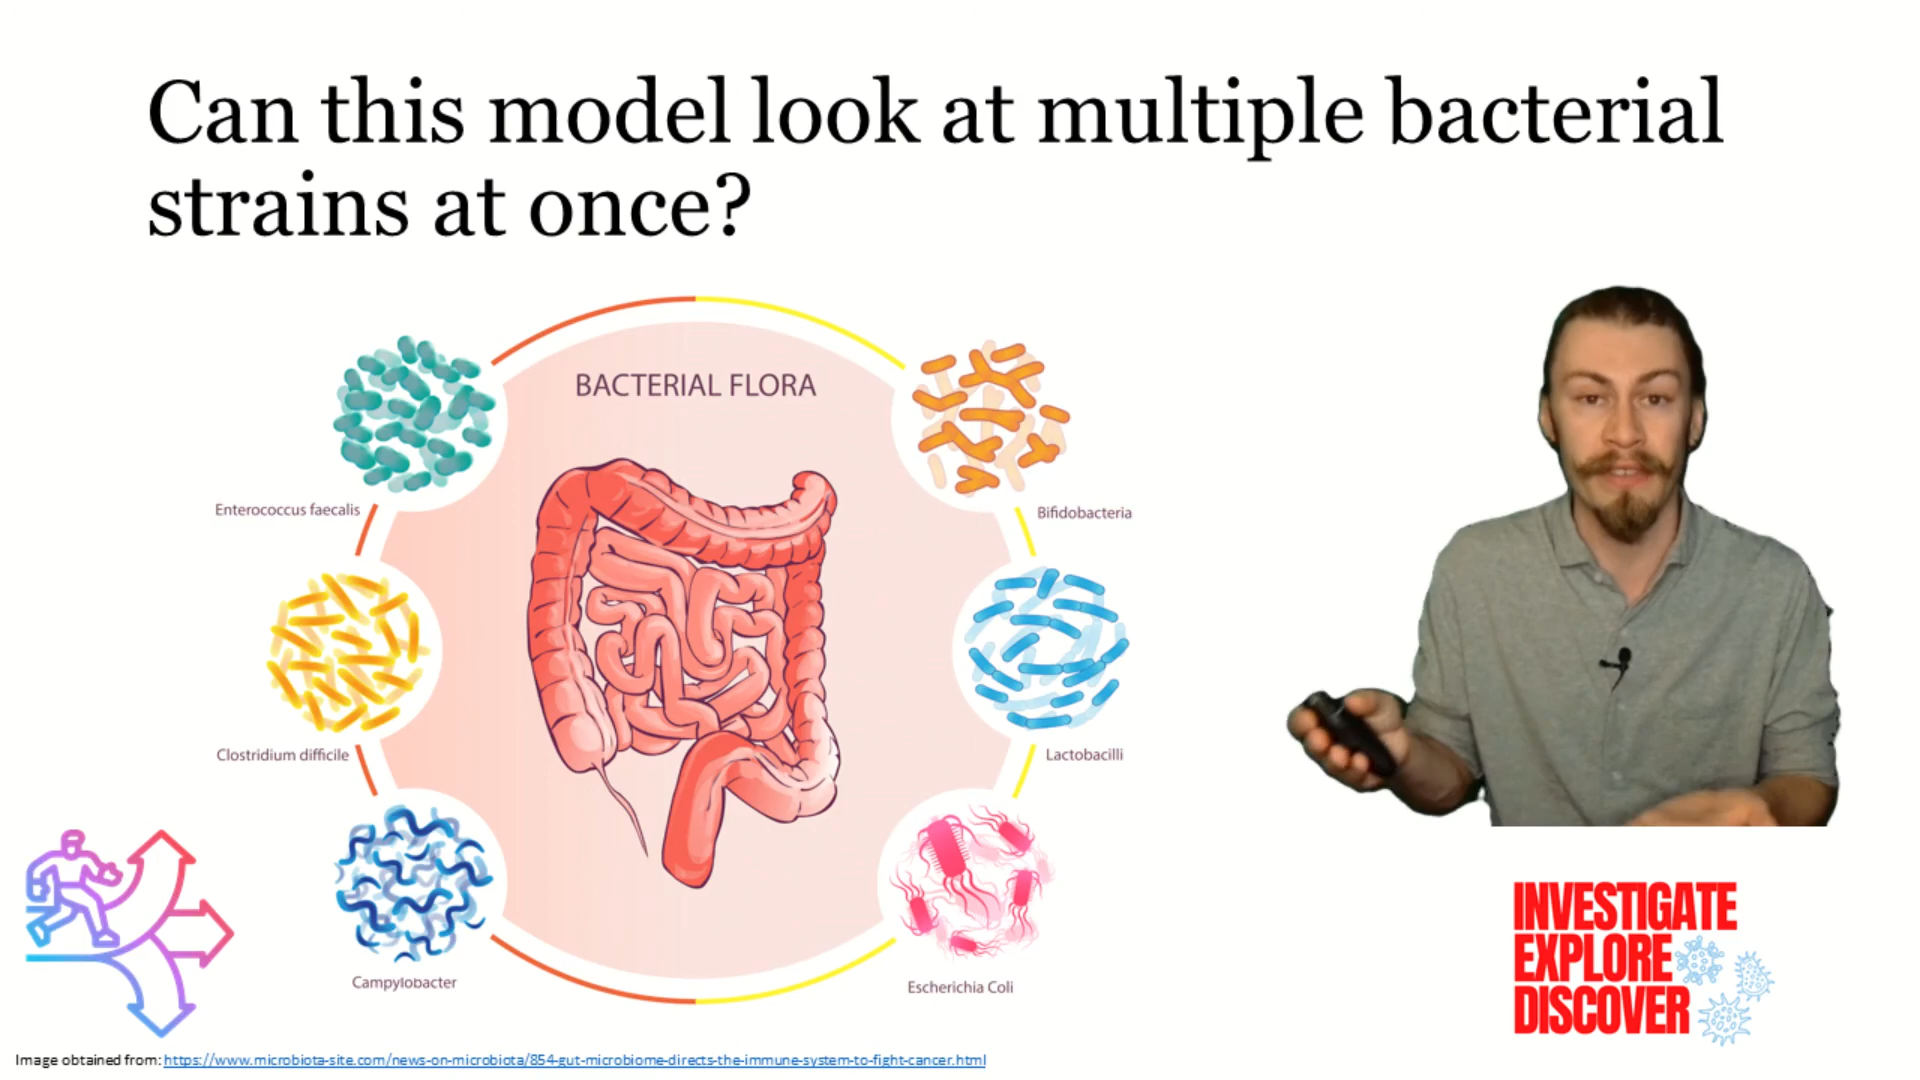 Can this model look at multiple bacterial
strains at once?
BACTERIAL FLORA
Enterococcus faecalis
Bifidobacteria
Clostridium difficile
Lactobacilli
Campylobacter
Escherichia Coli
INVESTIGATE
EXPLORE
DISCOVER
Image obtained from: https://www.microbiota-site.com/news-on-microbiota/854-gut-microbiome-directs-the-immune-system-to-fight-cancer.html